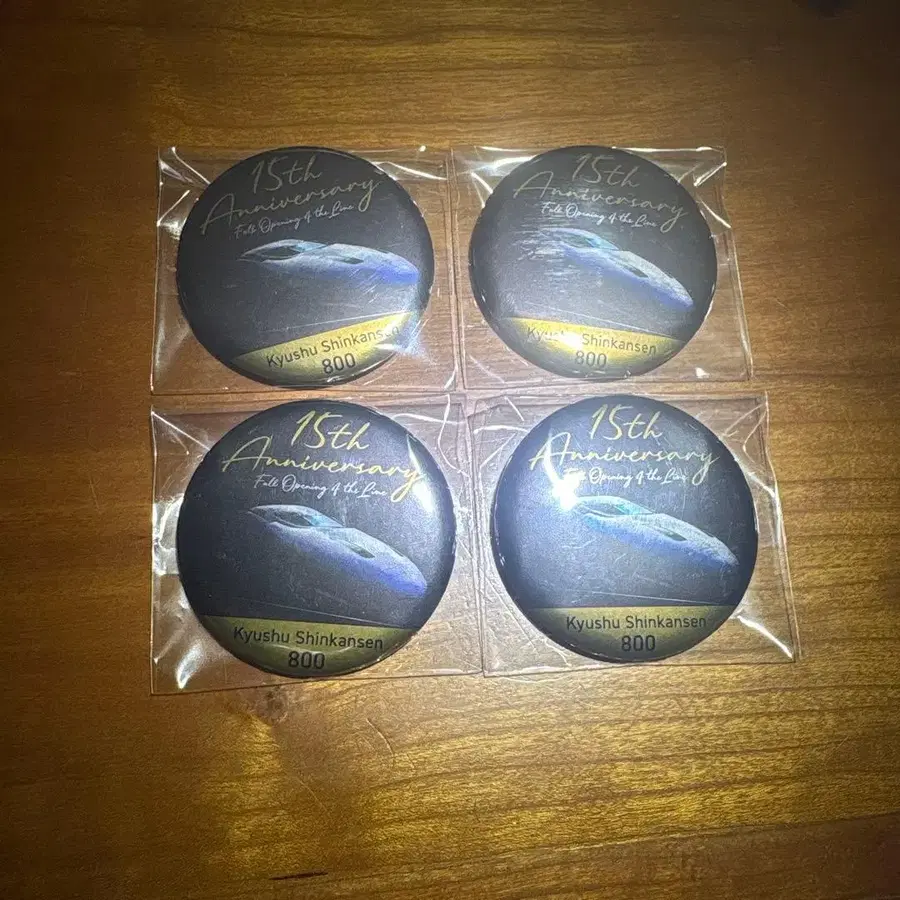 15th
Anniversary
Full Opening of the Line
Kyushu Shinkansen
800
15th
Anniversary
Full Opening of the Line
Kyushu Shinkansen
800
15th
Anniversary
Full Opening of the Line
Kyushu Shinkansen
800
15th
Anniversary
Full Opening of the Line
Kyushu Shinkansen
800